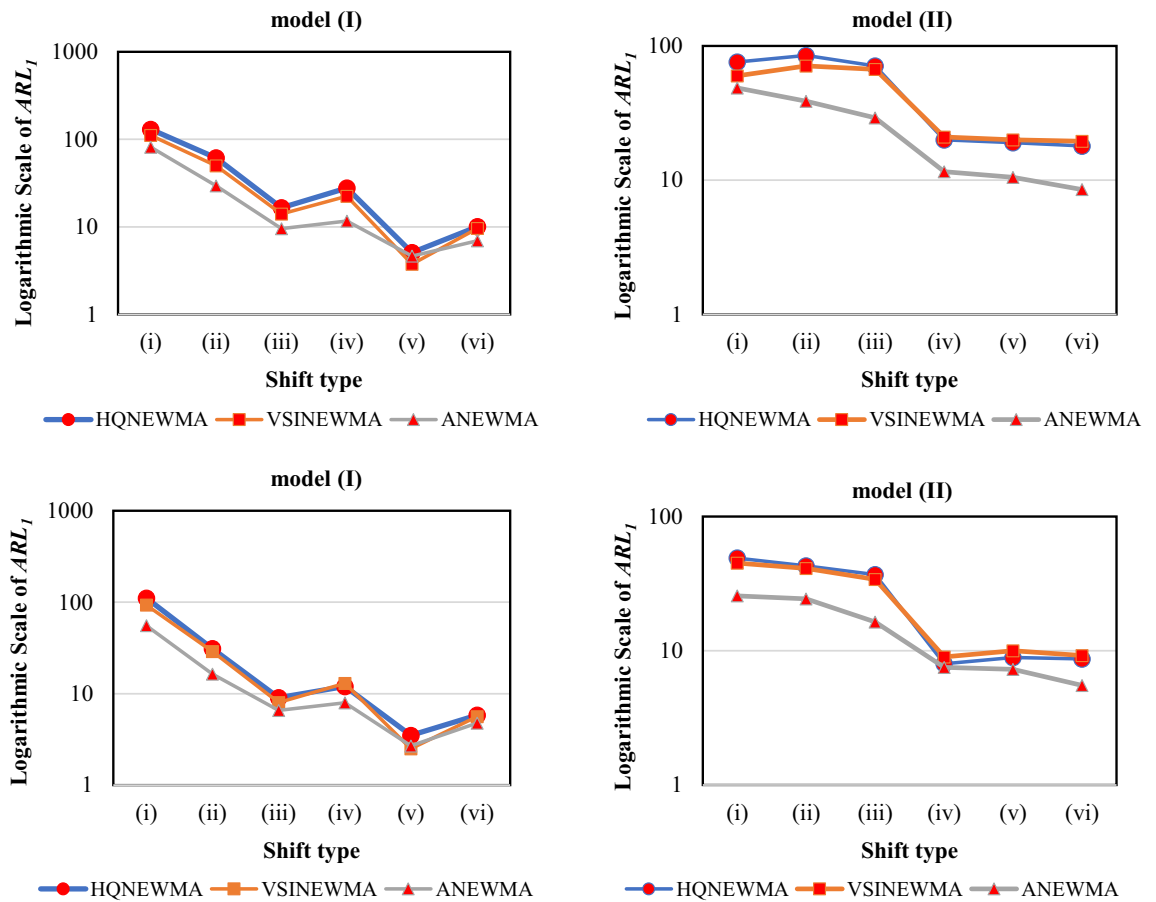 model (I)
Logarithmic Scale of ARL1
1000
100
10
1
(i) (ii) (iii) (iv) (v) (vi)
Shift type
HQNEWMA VSINEWMA ANEWMA
model (II)
Logarithmic Scale of ARL1
100
10
1
(i) (ii) (iii) (iv) (v) (vi)
Shift type
HQNEWMA VSINEWMA ANEWMA
model (I)
Logarithmic Scale of ARL1
1000
100
10
1
(i) (ii) (iii) (iv) (v) (vi)
Shift type
HQNEWMA VSINEWMA ANEWMA
model (II)
Logarithmic Scale of ARL1
100
10
1
(i) (ii) (iii) (iv) (v) (vi)
Shift type
HQNEWMA VSINEWMA ANEWMA